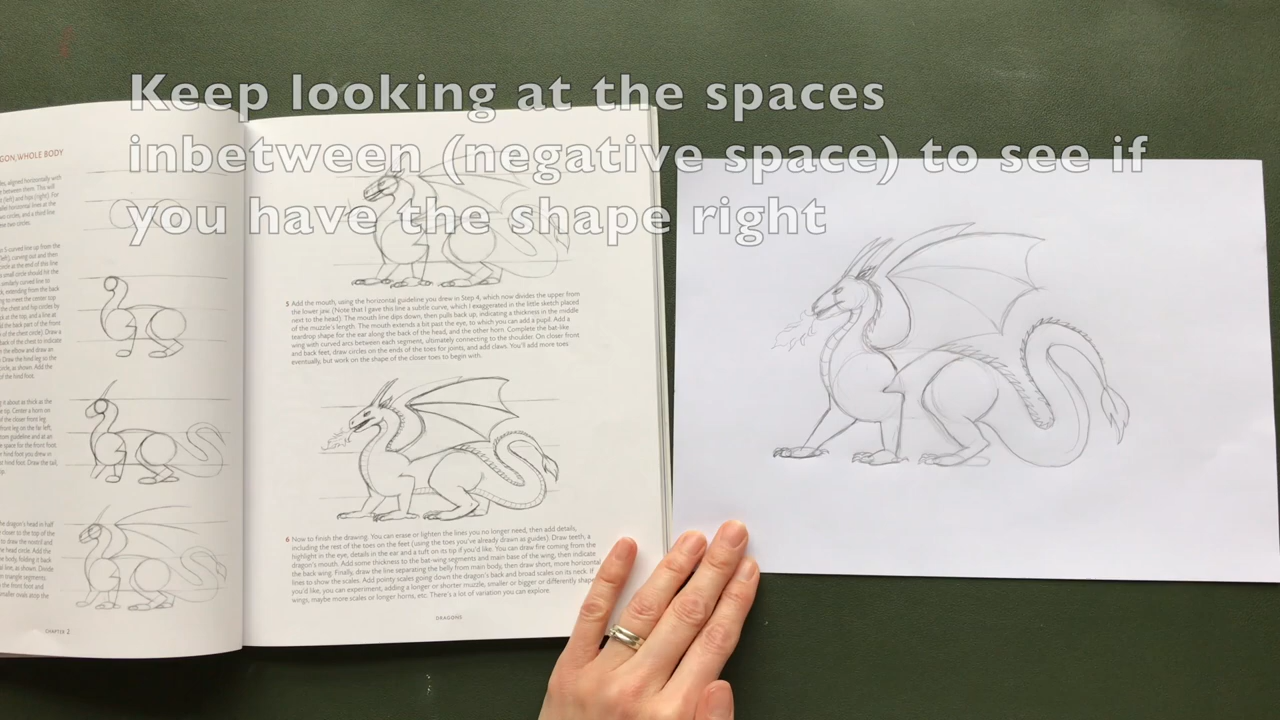 Keep looking at the spaces
inbetween (negative space) to see if
you have the shape right
GON, WHOLE BODY
5 Add the mouth, using the horizontal guideline you drew in Step 4, which now divides the upper from
the lower jaw. (Note that I gave this line a subtle curve, which I exaggerated in the little sketch placed
next to the head.) The mouth line dips down, then pulls back up, indicating a thickness in the middle
of the muzzle's length. The mouth extends a bit past the eye, to which you can add a pupil. Add a
teardrop shape for the ear along the back of the head, and the other horn. Complete the bat-like
wing with curved arcs between each segment, ultimately connecting to the shoulder. On closer front
and back feet, draw circles on the ends of the toes for joints, and add claws. You'll add more toes
eventually, but work on the shape of the closer toes to begin with.
6 Now to finish the drawing. You can erase or lighten the lines you no longer need, then add details,
including the rest of the toes on the feet (using the toes you've already drawn as guides). Draw teeth, a
highlight in the eye, details in the ear and a tuft on its tip if you'd like. You can draw fire coming from the
dragon's mouth. Add some thickness to the bat-wing segments and main base of the wing, then indicate
the back wing. Finally, draw the line separating the belly from main body, then draw short, more horizontal
lines to show the scales. Add pointy scales going down the dragon's back and broad scales on its neck. If
you'd like, you can experiment, adding a longer or shorter muzzle, smaller or bigger or differently shape
wings, maybe more scales or longer horns, etc. There's a lot of variation you can explore.
CHAPTER 2
DRAGONS